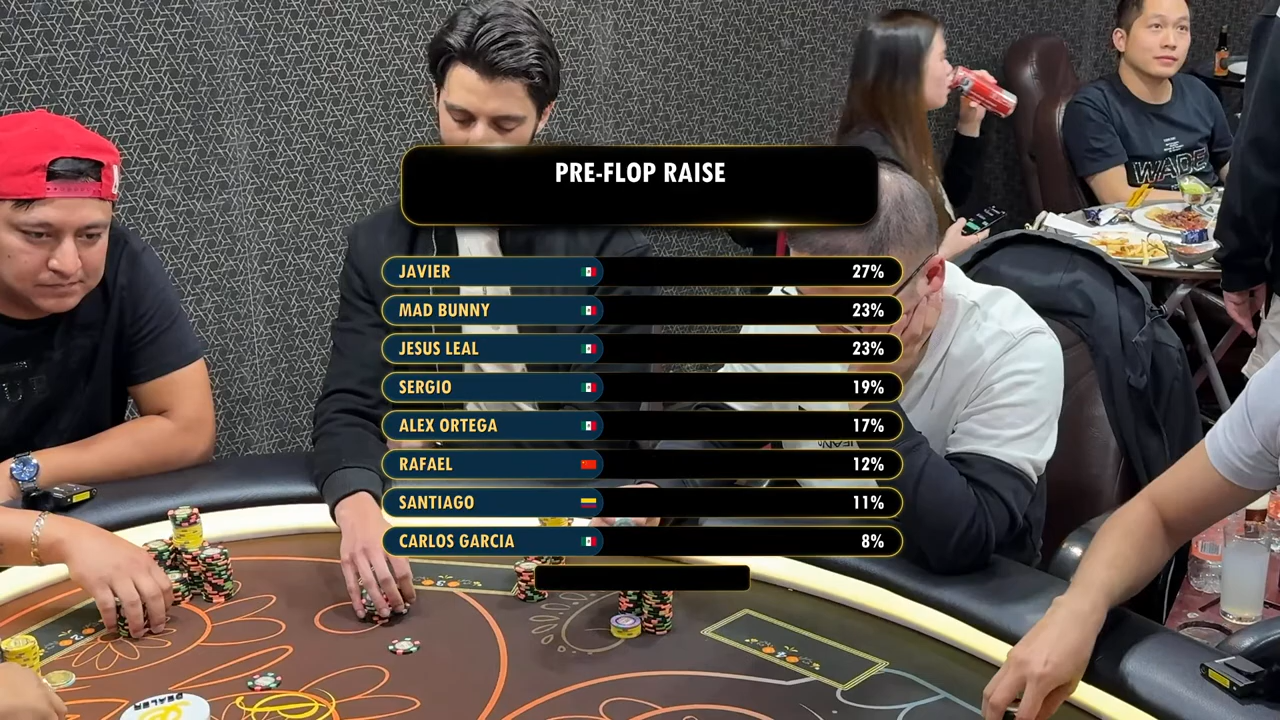 PRE-FLOP RAISE
JAVIER 27%
MAD BUNNY 23%
JESUS LEAL 23%
SERGIO 19%
ALEX ORTEGA 17%
RAFAEL 12%
SANTIAGO 11%
CARLOS GARCIA 8%
WADE
DEALER